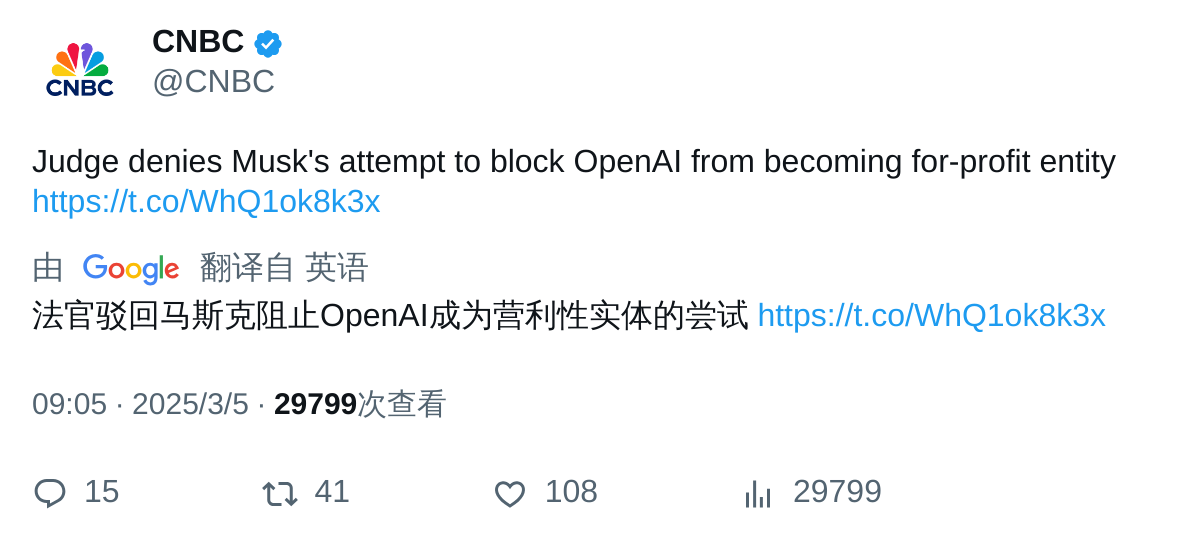 CNBC
CNBC
@CNBC
Judge denies Musk's attempt to block OpenAI from becoming for-profit entity
https://t.co/WhQ1ok8k3x
由 Google 翻译自 英语
法官驳回马斯克阻止OpenAI成为营利性实体的尝试 https://t.co/WhQ1ok8k3x
09:05 · 2025/3/5 · 29799次查看
15 41 108 29799